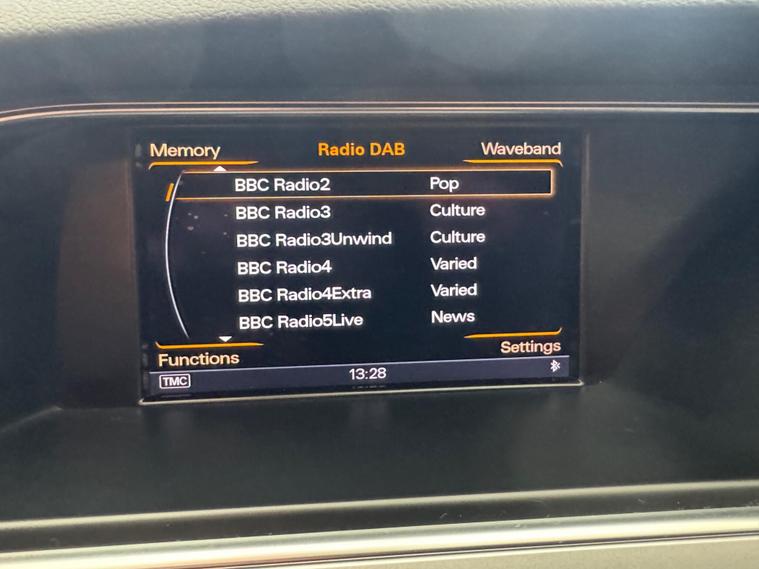 Memory Radio DAB Waveband
BBC Radio2 Pop
BBC Radio3 Culture
BBC Radio3Unwind Culture
BBC Radio4 Varied
BBC Radio4Extra Varied
BBC Radio5Live News
Functions Settings
TMC 13:28